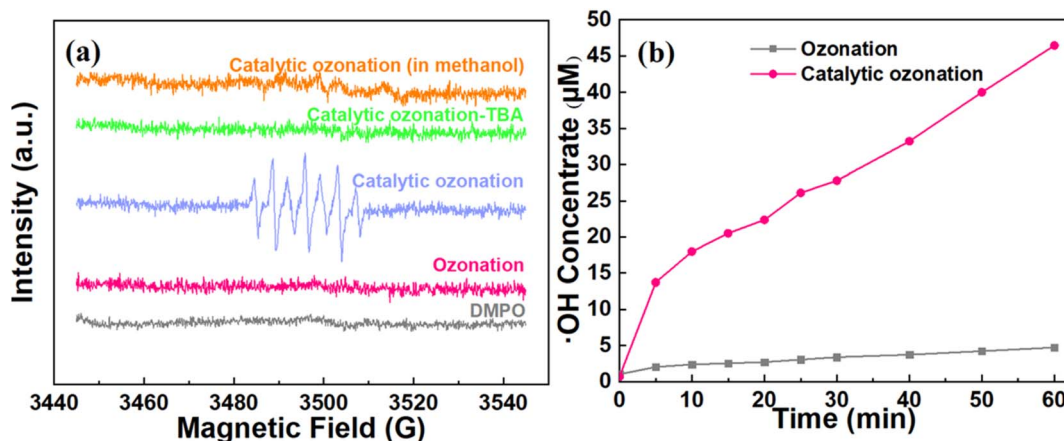 (a)
Catalytic ozonation (in methanol)
Catalytic ozonation-TBA
Catalytic ozonation
Ozonation
DMPO
Intensity (a.u.)
3440 3460 3480 3500 3520 3540
Magnetic Field (G)
(b)
Ozonation
Catalytic ozonation
·OH Concentrate (μM)
50
45
40
35
30
25
20
15
10
5
0
0 10 20 30 40 50 60
Time (min)